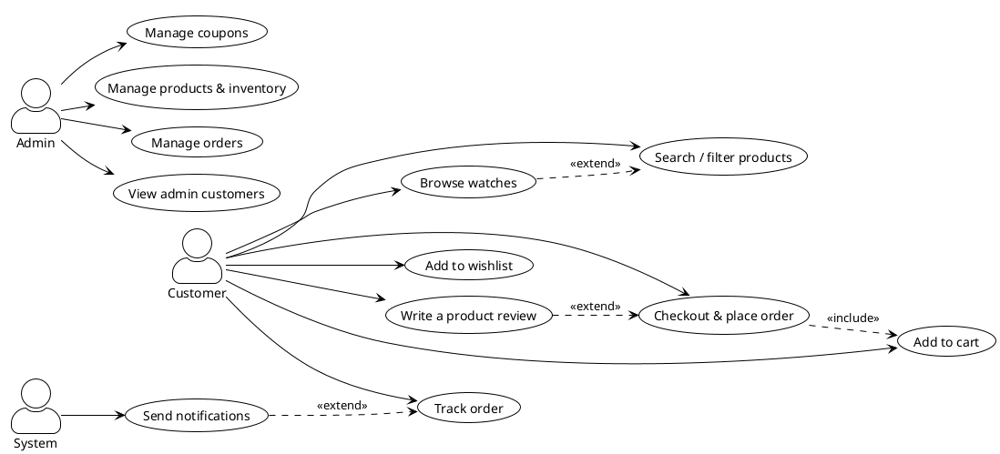 Manage coupons
Manage products & inventory
Admin
Manage orders
Search / filter products
«extend»
Browse watches
View admin customers
Add to wishlist
Customer
Write a product review
«extend»
Checkout & place order
«include»
Add to cart
«extend»
Track order
Send notifications
System